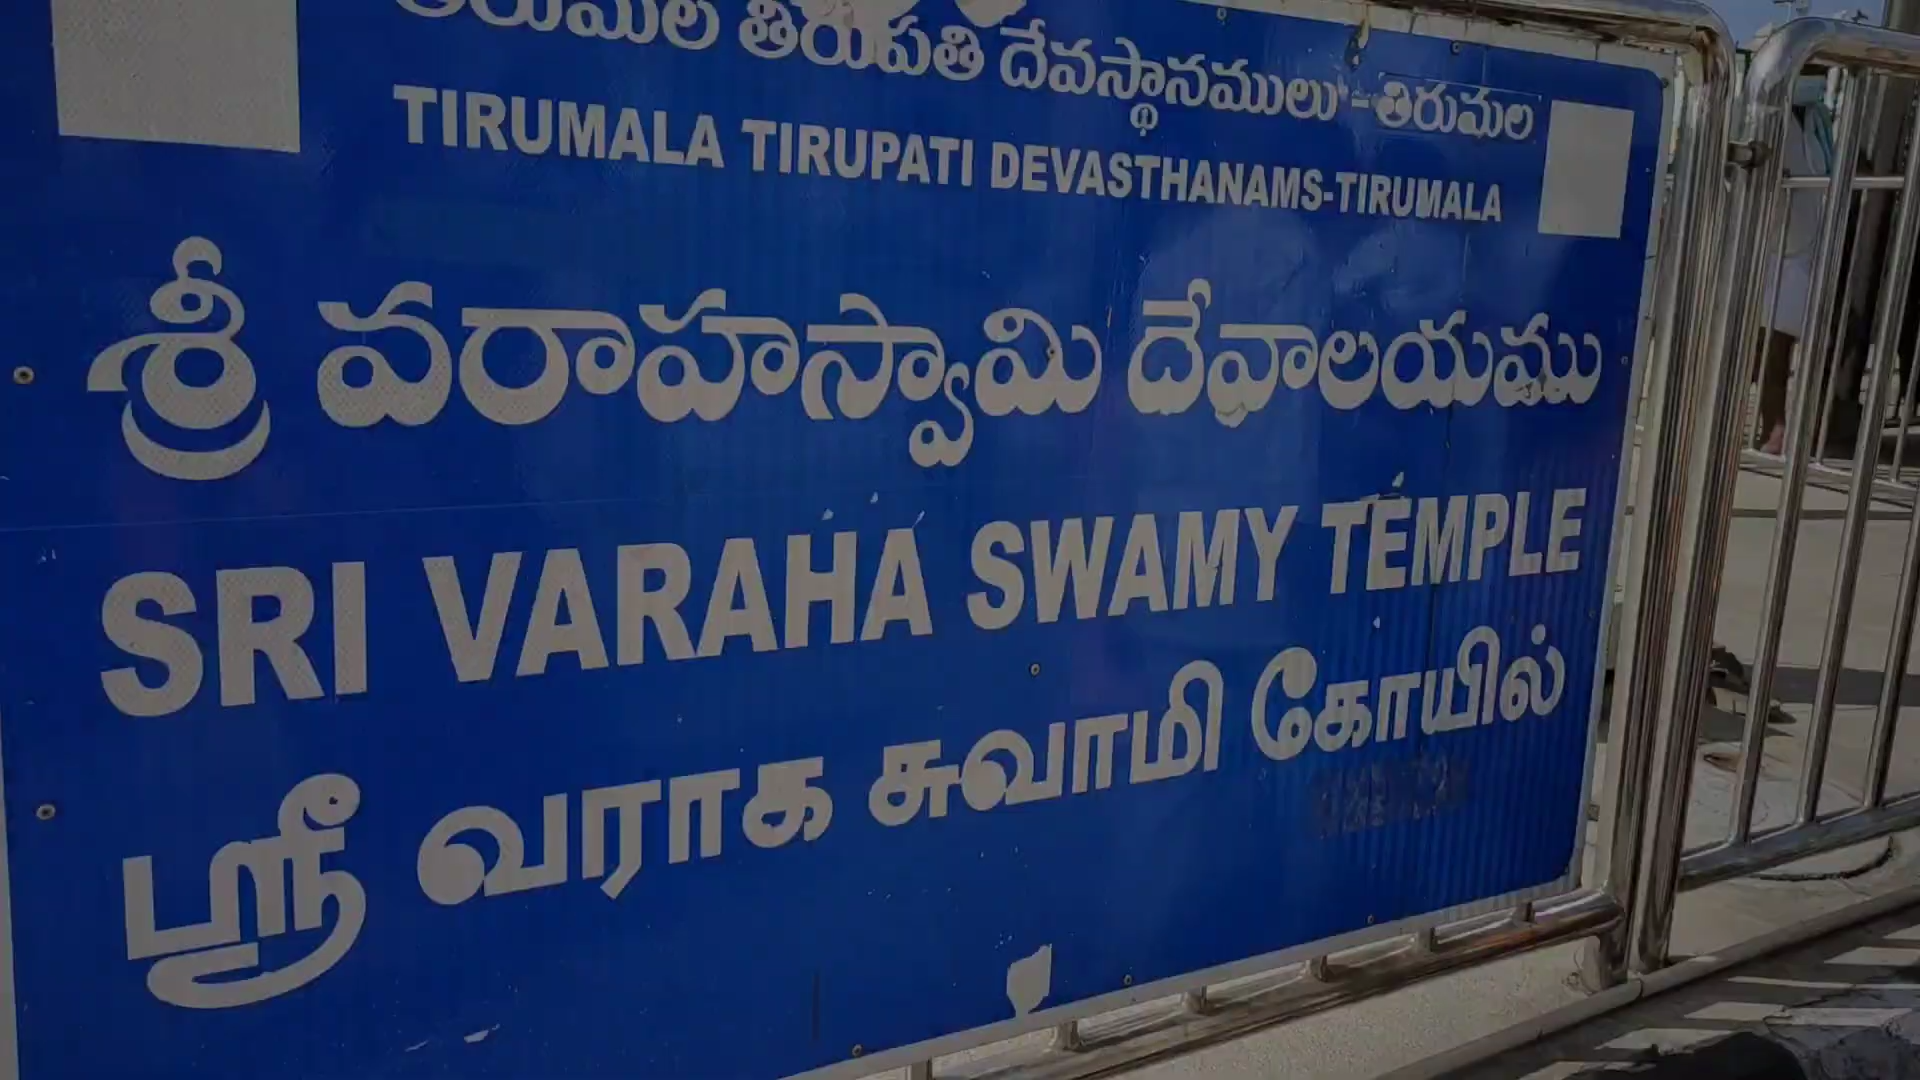 తిరుమల తిరుపతి దేవస్థానములు - తిరుమల
TIRUMALA TIRUPATI DEVASTHANAMS-TIRUMALA
శ్రీ వరాహస్వామి దేవాలయము
SRI VARAHA SWAMY TEMPLE
ஸ்ரீ வராக சுவாமி கோயில்